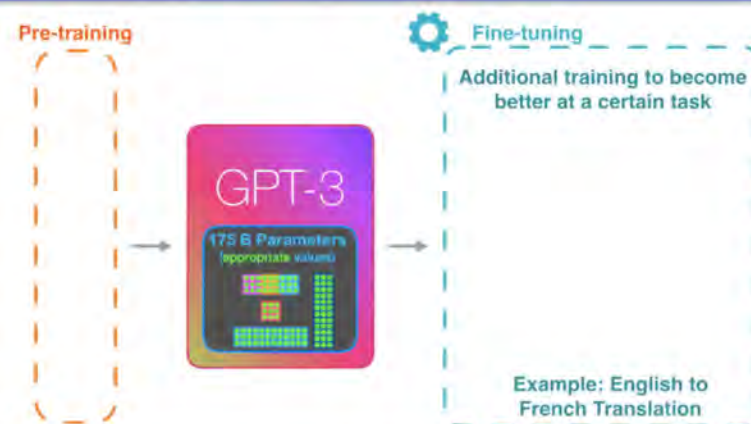 Pre-training
Fine-tuning
Additional training to become
better at a certain task
GPT-3
175 B Parameters
(appropriate values)
Example: English to
French Translation